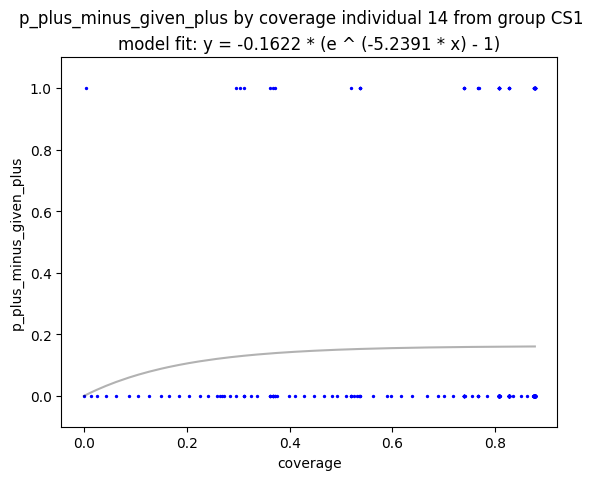 p_plus_minus_given_plus by coverage individual 14 from group CS1
model fit: y = -0.1622 * (e ^ (-5.2391 * x) - 1)
1.0
0.8
0.6
0.4
0.2
0.0
p_plus_minus_given_plus
0.0 0.2 0.4 0.6 0.8
coverage